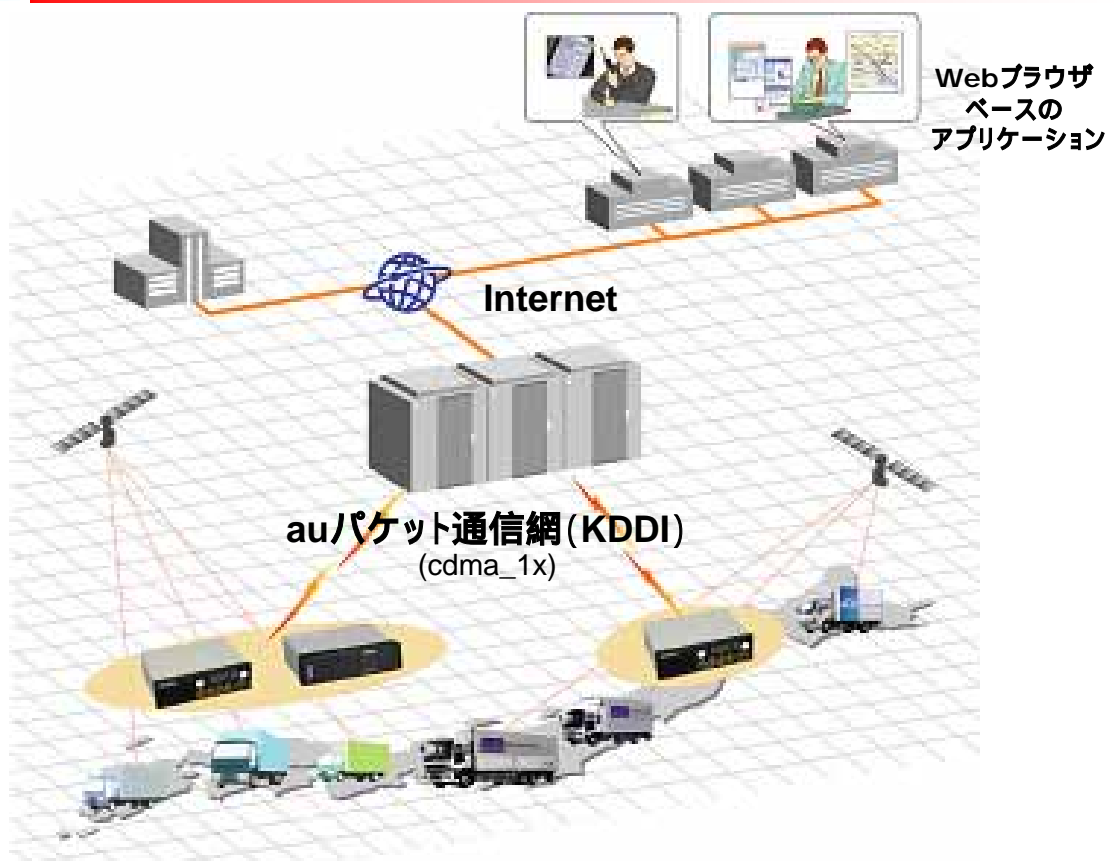 Webブラウザ
ベースの
アプリケーション
Internet
auパケット通信網(KDDI)
(cdma_1x)